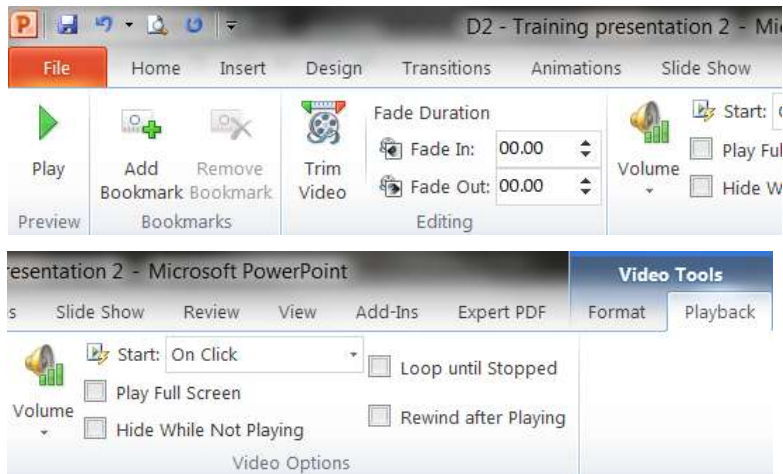 D2 - Training presentation 2 - Mi
File Home Insert Design Transitions Animations Slide Show
Play
Add Bookmark
Remove Bookmark
Trim Video
Fade Duration
Fade In: 00.00
Fade Out: 00.00
Volume
Start:
Play Ful
Hide W
Preview Bookmarks Editing
resentation 2 - Microsoft PowerPoint Video Tools
s Slide Show Review View Add-Ins Expert PDF Format Playback
Volume
Start: On Click
Play Full Screen
Hide While Not Playing
Loop until Stopped
Rewind after Playing
Video Options